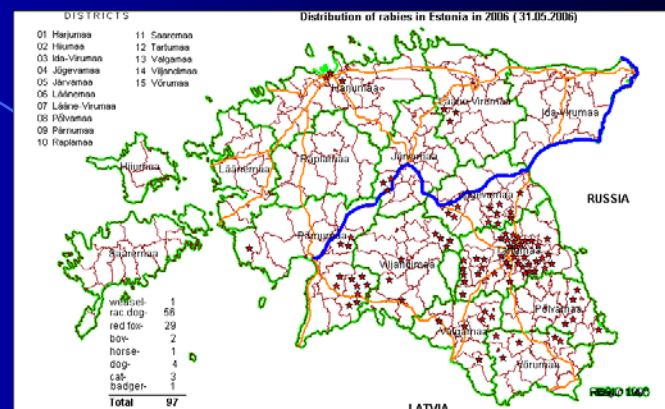 DISTRICTS
Distribution of rabies in Estonia in 2006 (31.05.2006)
01 Harjumaa
02 Hiiumaa
03 Ida-Virumaa
04 Jõgevamaa
05 Järvamaa
06 Läänemaa
07 Lääne-Virumaa
08 Põlvamaa
09 Pärnumaa
10 Raplamaa
11 Saaremaa
12 Tartumaa
13 Valgamaa
14 Viljandimaa
15 Võrumaa
Harjumaa
Lääne-Virumaa
Ida-Virumaa
Hiiumaa
Läänemaa
Raplamaa
Järvamaa
Jõgevamaa
RUSSIA
Pärnumaa
Saaremaa
Viljandimaa
Põlvamaa
Valgamaa
Võrumaa
LATVIA
weasel- 1
rac.dog- 56
red fox- 29
bov- 2
horse- 1
dog- 4
cat- 3
badger- 1
Total 97